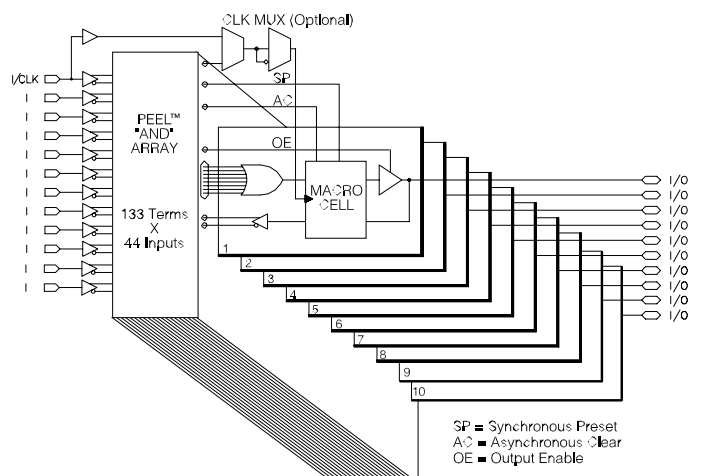 CLK MUX (Optional)
I/CLK
I
I
I
I
I
I
I
I
I
I
I
PEEL™
"AND"
ARRAY
133 Terms
X
44 Inputs
SP
AC
OE
MACRO
CELL
1
2
3
4
5
6
7
8
9
10
I/O
I/O
I/O
I/O
I/O
I/O
I/O
I/O
I/O
I/O
SP = Synchronous Preset
AC = Asynchronous Clear
OE = Output Enable